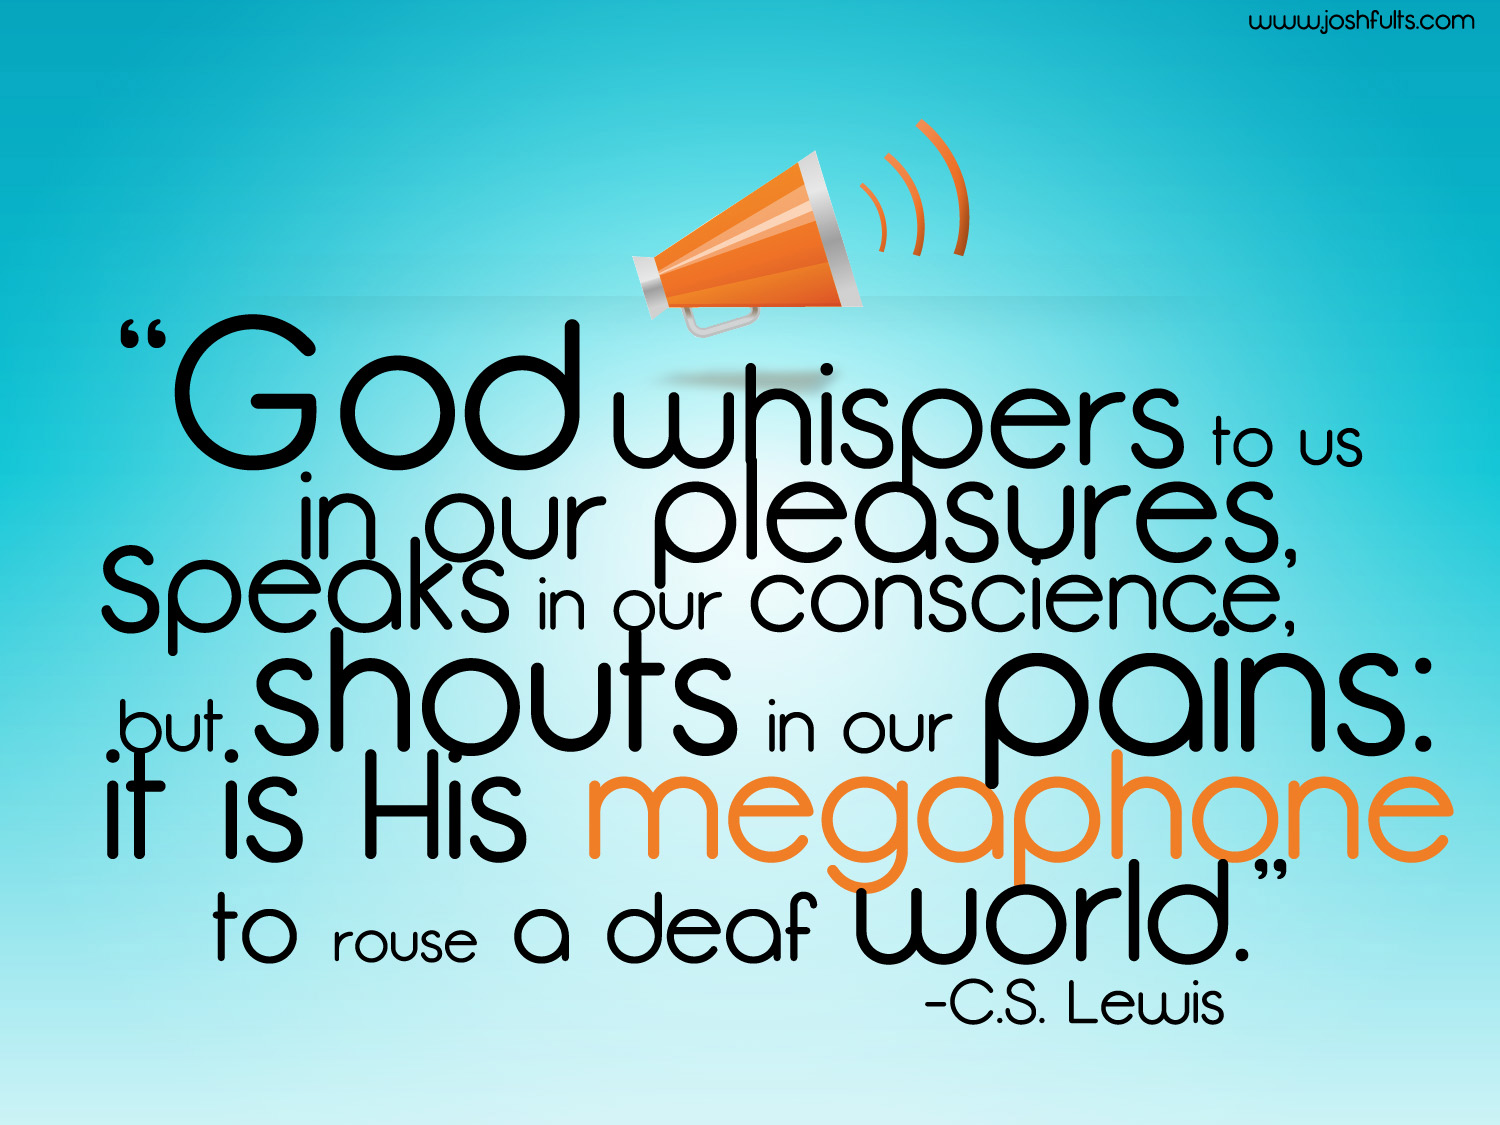 www.joshfults.com
“God whispers to us
in our pleasures,
Speaks in our conscience,
but shouts in our pains:
it is His megaphone
to rouse a deaf world.”
-C.S. Lewis